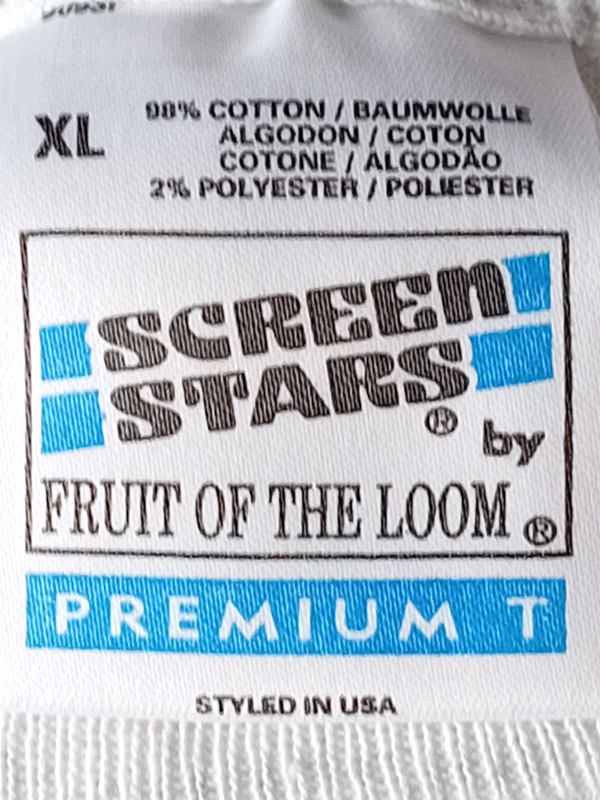 XL
98% COTTON / BAUMWOLLE
ALGODON / COTON
COTONE / ALGODÃO
2% POLYESTER / POLIESTER
SCREEN
STARS® by
FRUIT OF THE LOOM®
PREMIUM T
STYLED IN USA